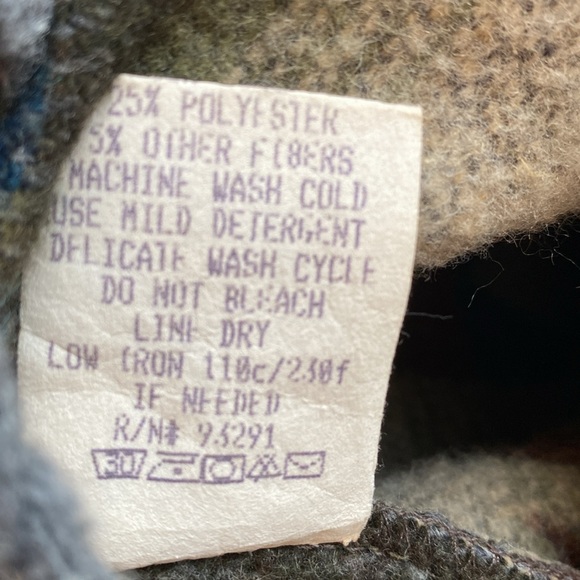 25% POLYESTER
5% OTHER FIBERS
MACHINE WASH COLD
USE MILD DETERGENT
DELICATE WASH CYCLE
DO NOT BLEACH
LINE DRY
LOW IRON 110c/230f
IF NEEDED
R/N# 93291
30